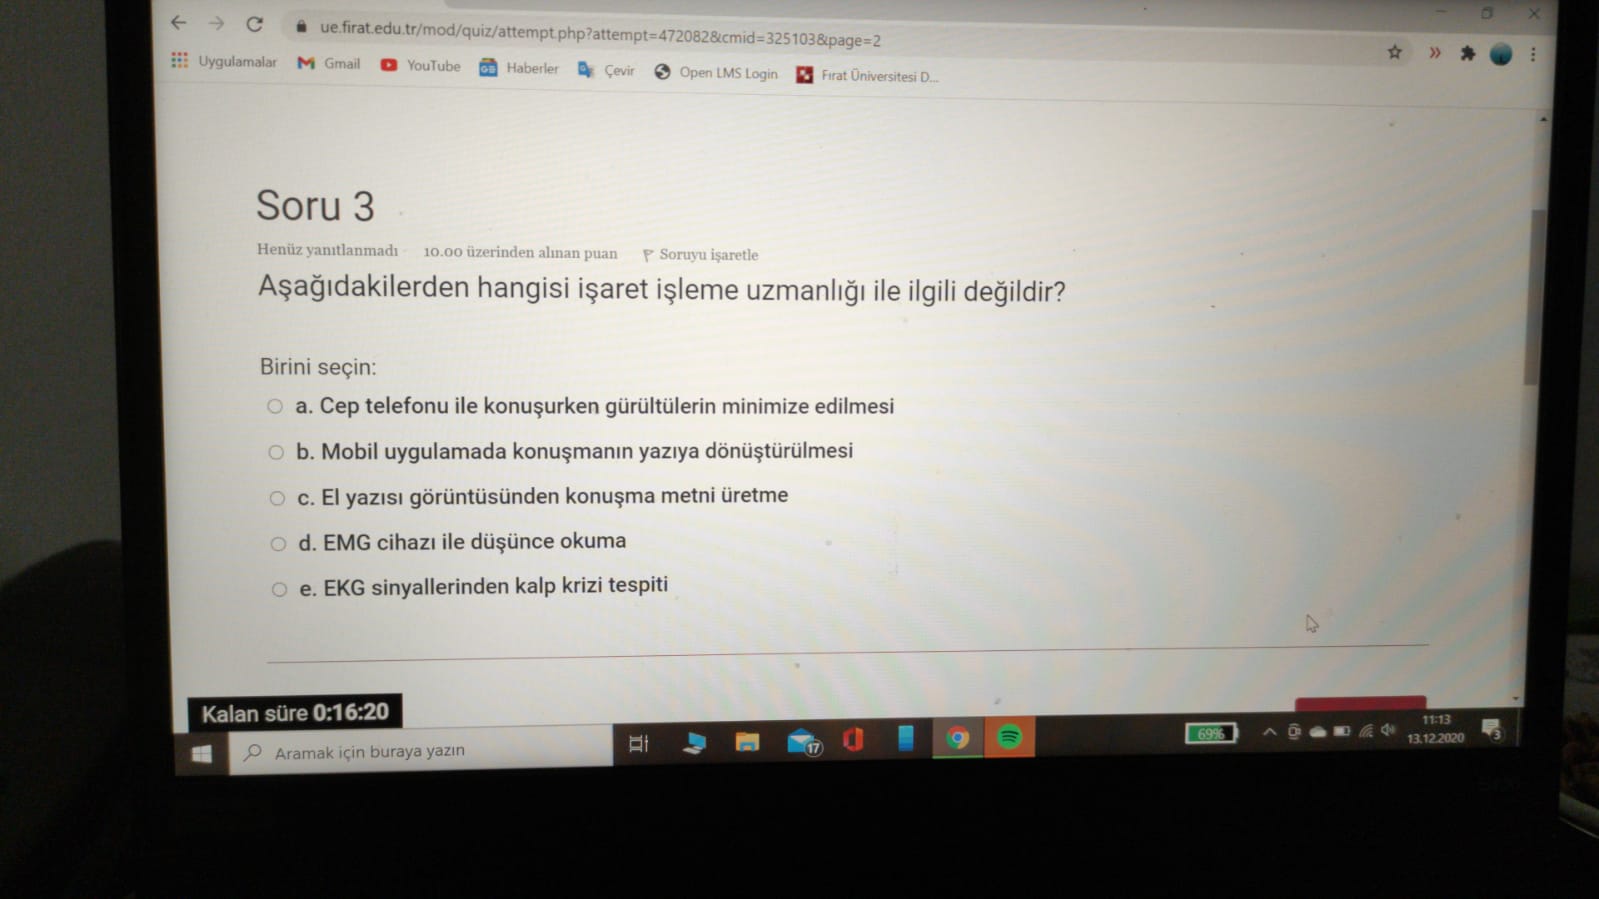 ue.firat.edu.tr/mod/quiz/attempt.php?attempt=472082&cmid=325103&page=2
Uygulamalar Gmail YouTube Haberler Çevir Open LMS Login Fırat Üniversitesi D...
Soru 3
Henüz yanıtlanmadı 10.00 üzerinden alınan puan Soruyu işaretle
Aşağıdakilerden hangisi işaret işleme uzmanlığı ile ilgili değildir?
Birini seçin:
a. Cep telefonu ile konuşurken gürültülerin minimize edilmesi
b. Mobil uygulamada konuşmanın yazıya dönüştürülmesi
c. El yazısı görüntüsünden konuşma metni üretme
d. EMG cihazı ile düşünce okuma
e. EKG sinyallerinden kalp krizi tespiti
Kalan süre 0:16:20
Aramak için buraya yazın
17
69%
11:13
13.12.2020
3